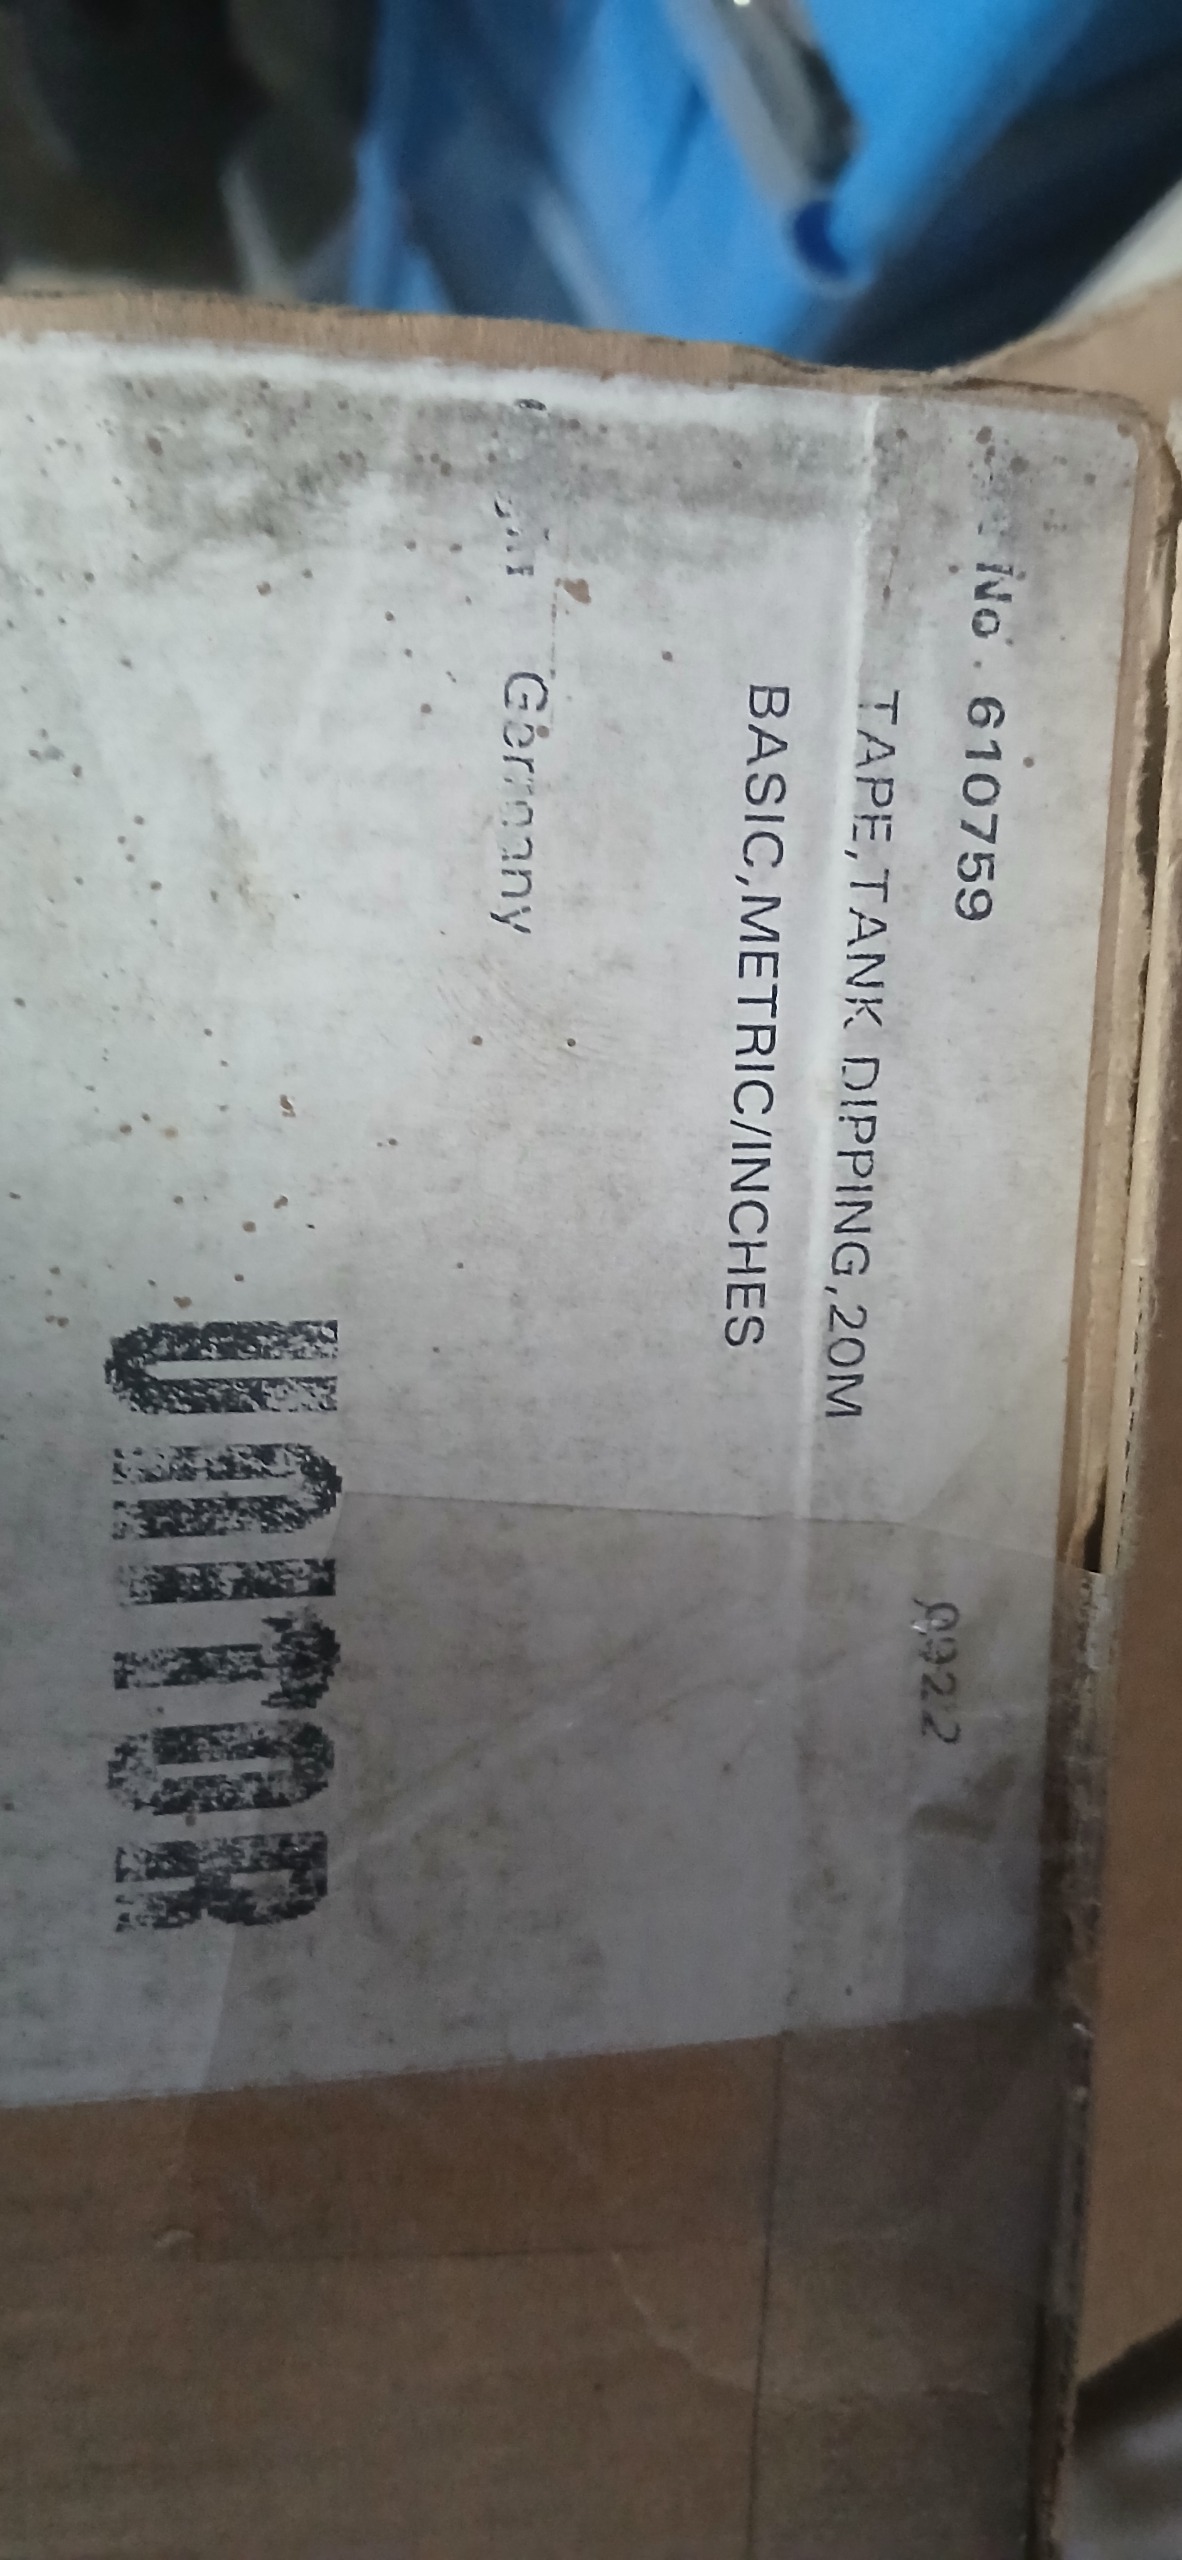 No. 610759
TAPE,TANK DIPPING,20M
BASIC,METRIC/INCHES
Germany
unitor